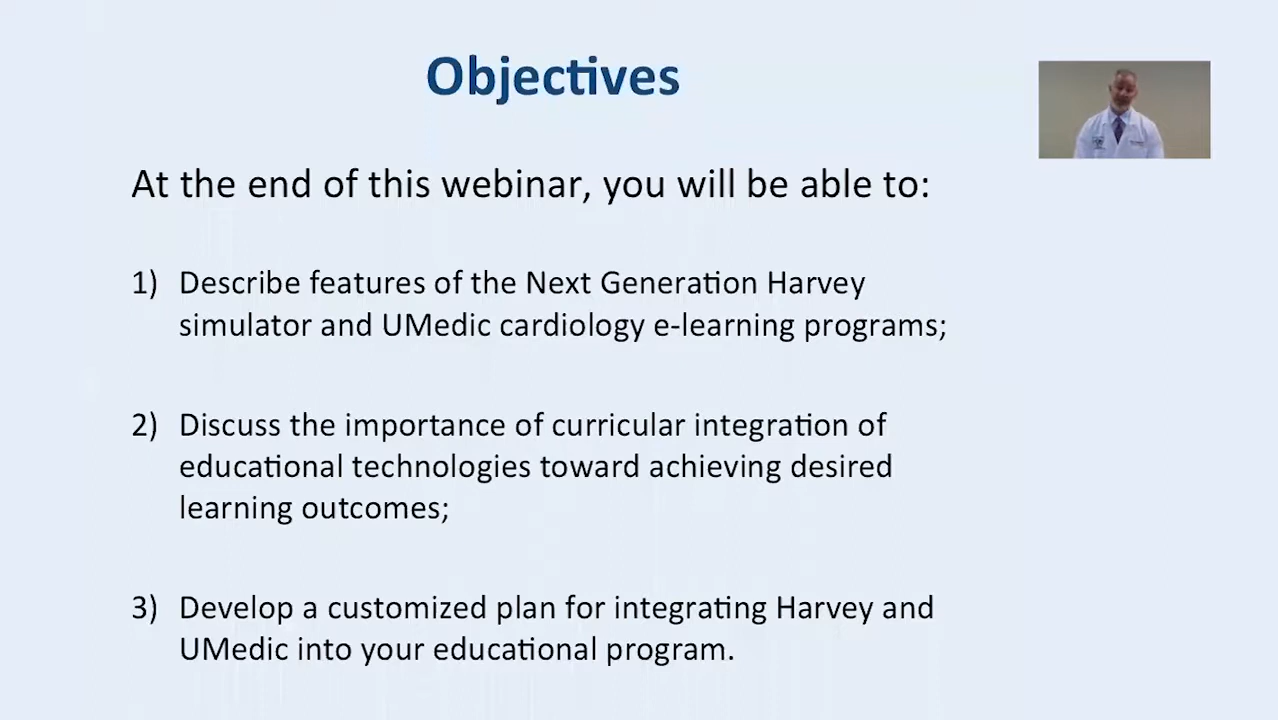 Objectives
At the end of this webinar, you will be able to:
1) Describe features of the Next Generation Harvey
simulator and UMedic cardiology e-learning programs;
2) Discuss the importance of curricular integration of
educational technologies toward achieving desired
learning outcomes;
3) Develop a customized plan for integrating Harvey and
UMedic into your educational program.